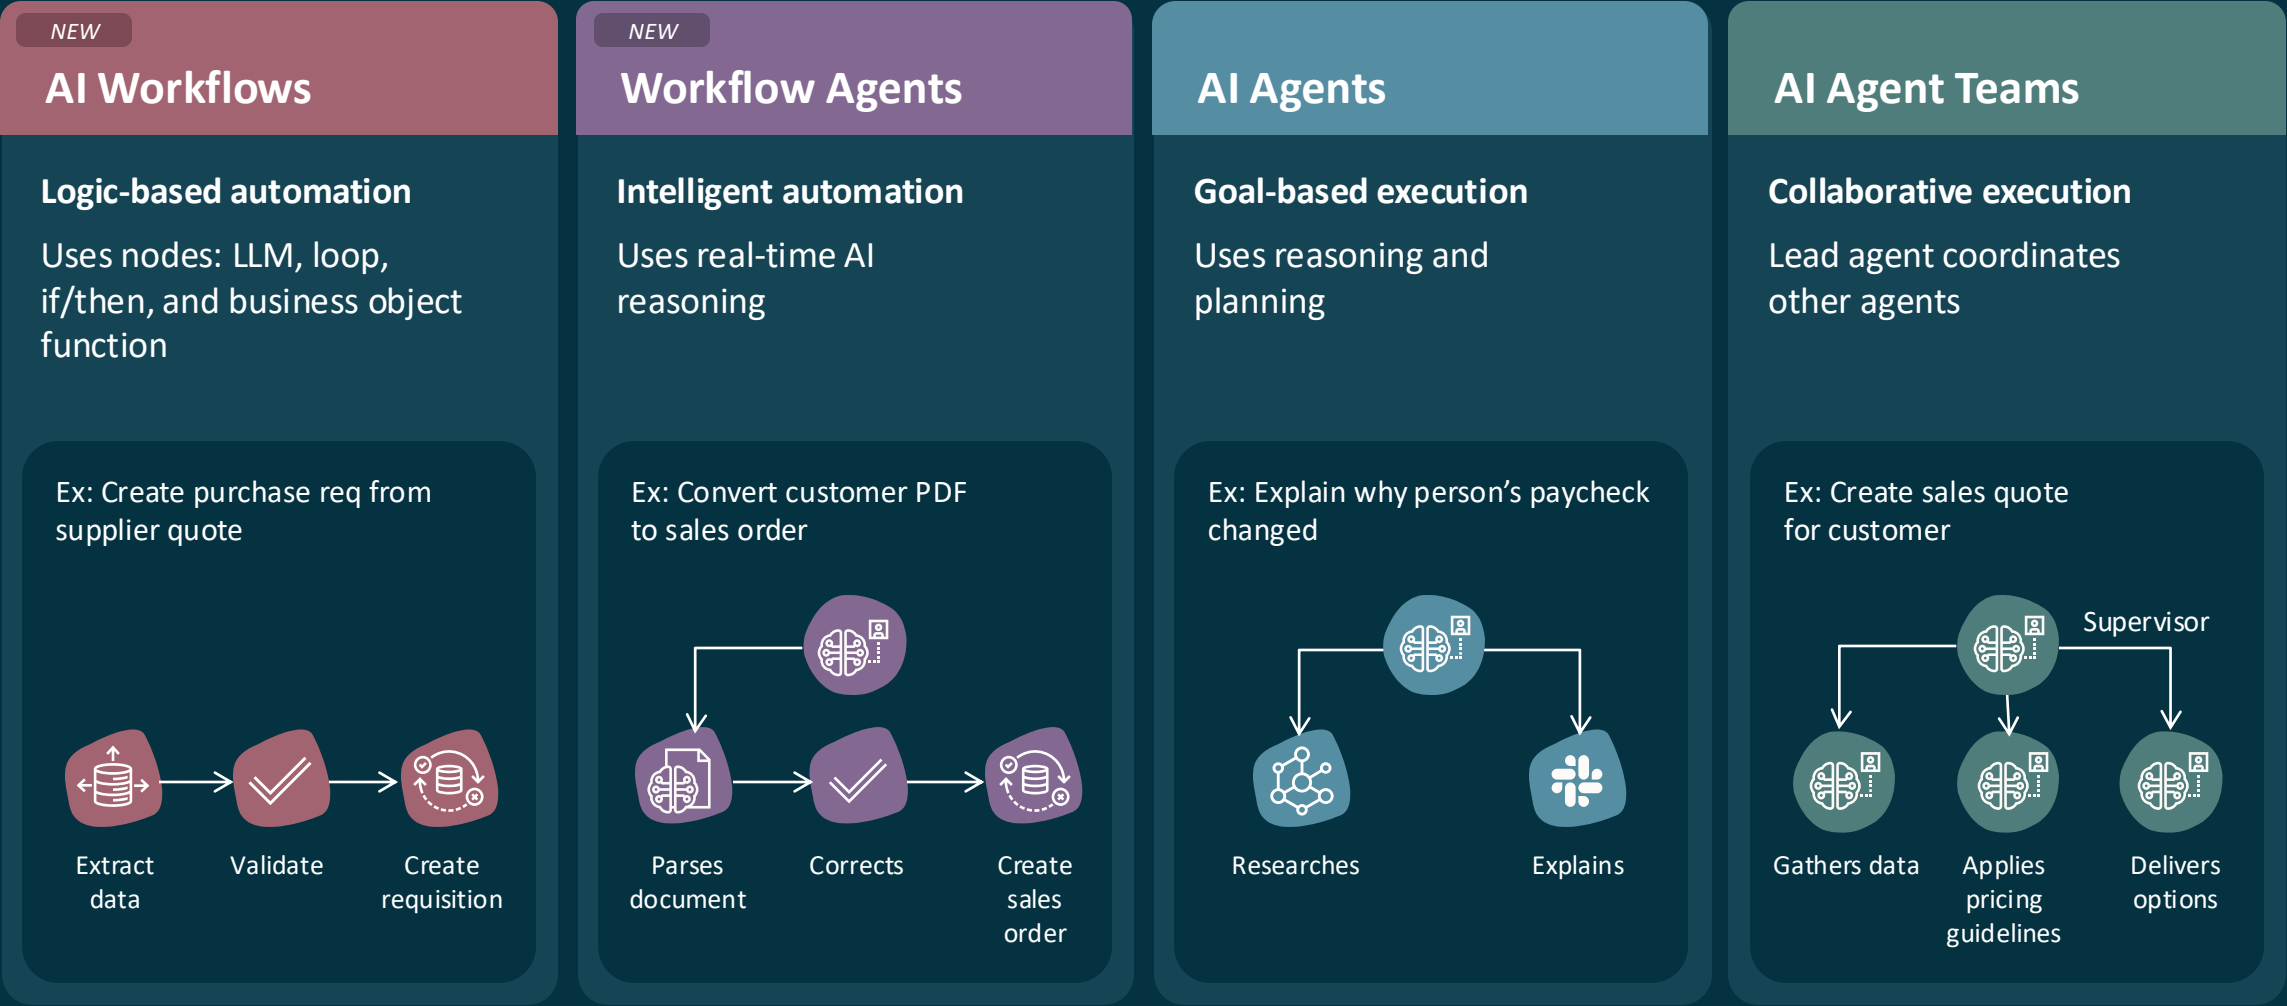 NEW
AI Workflows
Logic-based automation
Uses nodes: LLM, loop,
if/then, and business object
function
Ex: Create purchase req from
supplier quote
Extract
data
Validate
Create
requisition
NEW
Workflow Agents
Intelligent automation
Uses real-time AI
reasoning
Ex: Convert customer PDF
to sales order
Parses
document
Corrects
Create
sales
order
AI Agents
Goal-based execution
Uses reasoning and
planning
Ex: Explain why person’s paycheck
changed
Researches
Explains
AI Agent Teams
Collaborative execution
Lead agent coordinates
other agents
Ex: Create sales quote
for customer
Supervisor
Gathers data
Applies
pricing
guidelines
Delivers
options